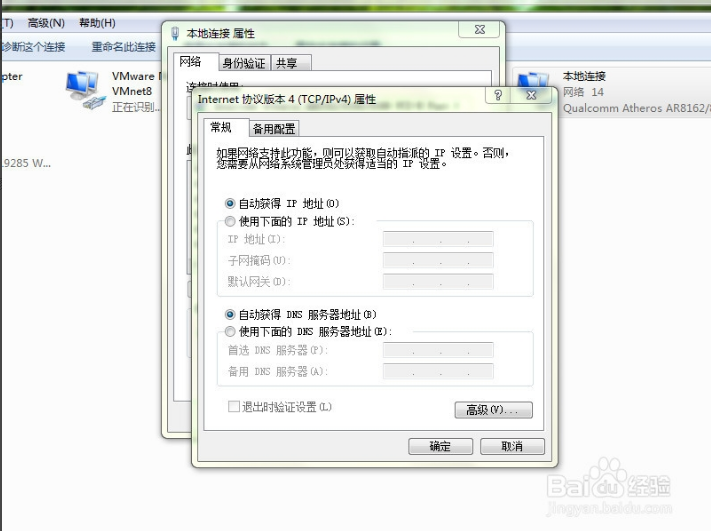 (T) 高级(N) 帮助(H)
诊断这个连接 重命名此连接
pter
VMware N
VMnet8
正在识别...
9285 W...
本地连接 属性
网络 身份验证 共享
连接时使用:
本地连接
网络 14
Qualcomm Atheros AR8162/8
Internet 协议版本 4 (TCP/IPv4) 属性
常规 备用配置
如果网络支持此功能，则可以获取自动指派的 IP 设置。否则，
您需要从网络系统管理员处获得适当的 IP 设置。
自动获得 IP 地址(O)
使用下面的 IP 地址(S):
IP 地址(I):
子网掩码(U):
默认网关(D):
自动获得 DNS 服务器地址(B)
使用下面的 DNS 服务器地址(E):
首选 DNS 服务器(P):
备用 DNS 服务器(A):
退出时验证设置(L)
高级(V)...
确定 取消
Baidu 经验
jingyan.baidu.com